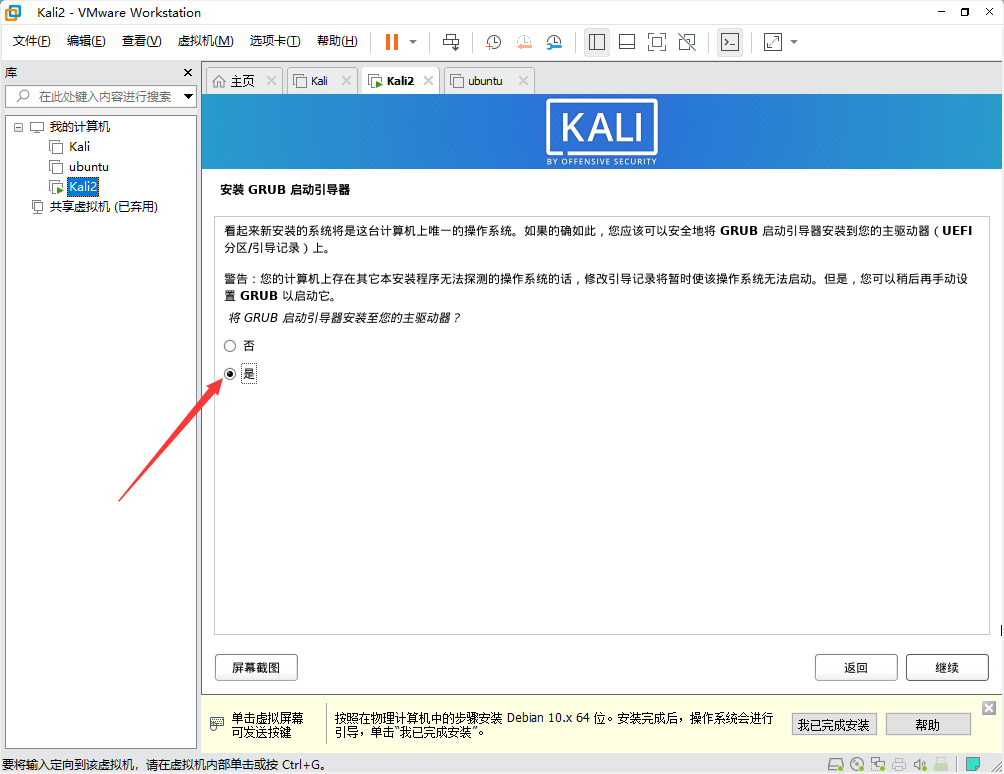 Kali2 - VMware Workstation
文件(F) 编辑(E) 查看(V) 虚拟机(M) 选项卡(T) 帮助(H)
库
在此处键入内容进行搜索
我的计算机
Kali
ubuntu
Kali2
共享虚拟机 (已弃用)
主页 Kali Kali2 ubuntu
KALI
BY OFFENSIVE SECURITY
安装 GRUB 启动引导器
看起来新安装的系统将是这台计算机上唯一的操作系统。如果的确如此，您应该可以安全地将 GRUB 启动引导器安装到您的主驱动器（UEFI
分区/引导记录）上。
警告：您的计算机上存在其它本安装程序无法探测的操作系统的话，修改引导记录将暂时使该操作系统无法启动。但是，您可以稍后再手动设
置 GRUB 以启动它。
将 GRUB 启动引导器安装至您的主驱动器？
否
是
屏幕截图 返回 继续
单击虚拟屏幕
可发送按键
按照在物理计算机中的步骤安装 Debian 10.x 64 位。安装完成后，操作系统会进行
引导，单击“我已完成安装”。
我已完成安装 帮助
要将输入定向到该虚拟机，请在虚拟机内部单击或按 Ctrl+G。